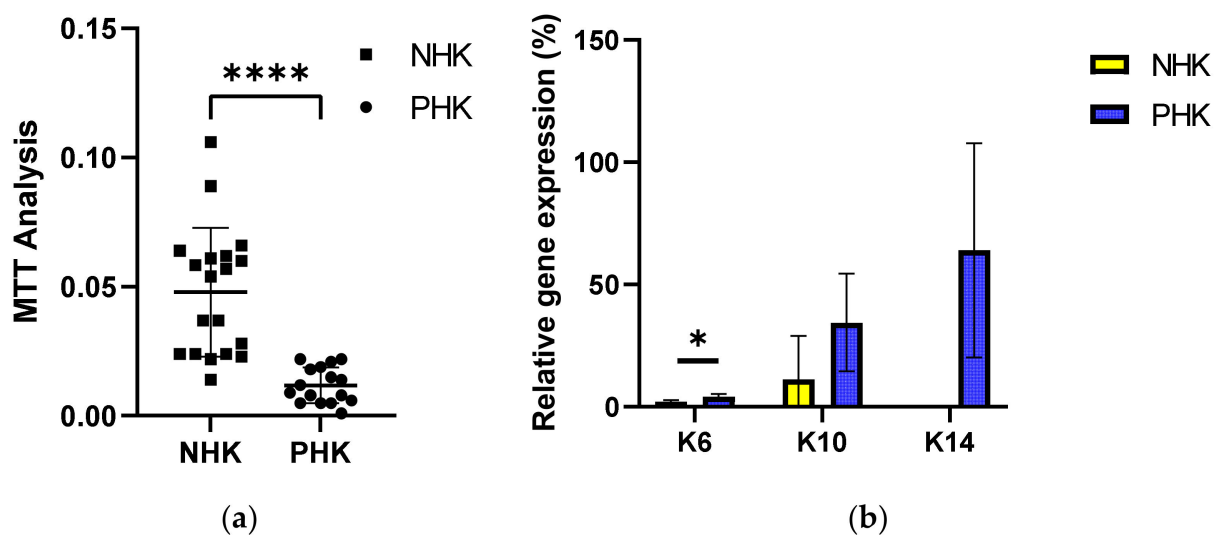 MTT Analysis
0.15
0.10
0.05
0.00
****
NHK
PHK
NHK PHK
(a)
Relative gene expression (%)
150
100
50
0
*
NHK
PHK
K6 K10 K14
(b)